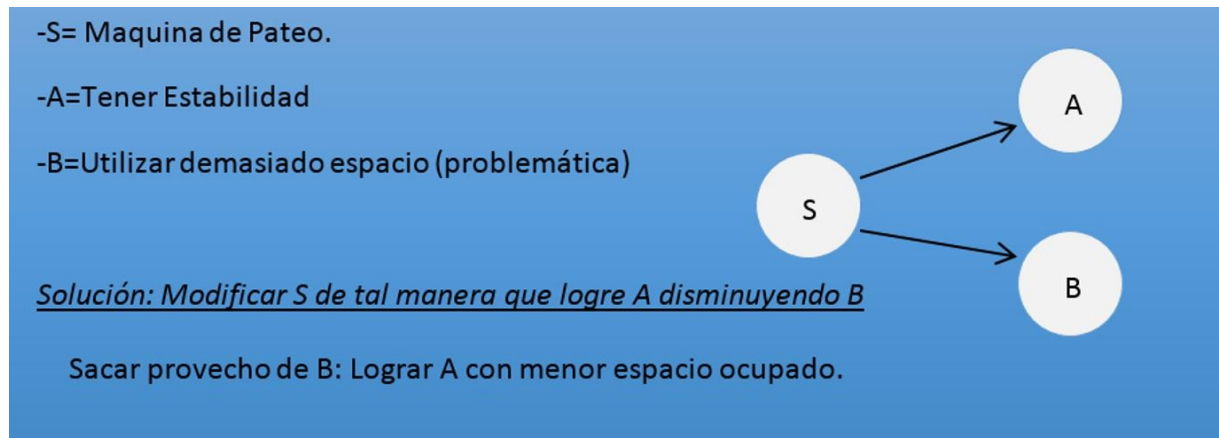 -S= Maquina de Pateo.
-A=Tener Estabilidad
-B=Utilizar demasiado espacio (problemática)
Solución: Modificar S de tal manera que logre A disminuyendo B
Sacar provecho de B: Lograr A con menor espacio ocupado.
A
S
B